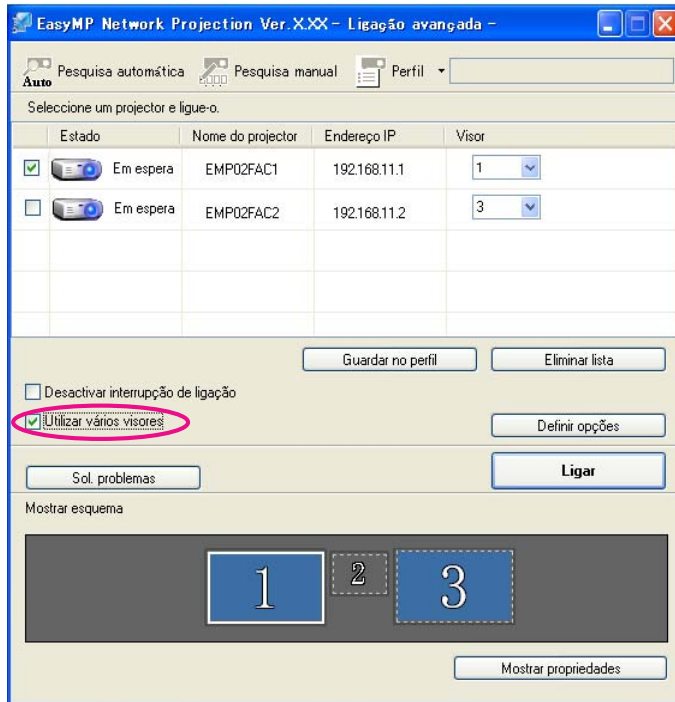 EasyMP Network Projection Ver.X.XX - Ligação avançada -
Auto Pesquisa automática Pesquisa manual Perfil
Seleccione um projector e ligue-o.
Estado Nome do projector Endereço IP Visor
Em espera EMP02FAC1 192.168.11.1 1
Em espera EMP02FAC2 192.168.11.2 3
Guardar no perfil Eliminar lista
Desactivar interrupção de ligação
Utilizar vários visores Definir opções
Sol. problemas Ligar
Mostrar esquema
1 2 3
Mostrar propriedades